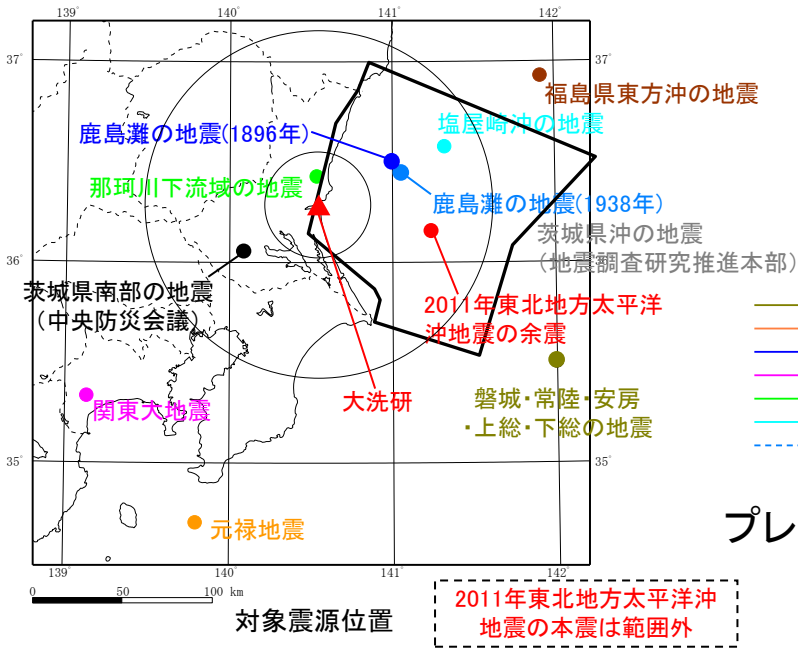 139°
140°
141°
142°
37°
37°
福島県東方沖の地震
塩屋崎沖の地震
鹿島灘の地震(1896年)
那珂川下流域の地震
鹿島灘の地震(1938年)
茨城県沖の地震
(地震調査研究推進本部)
36°
茨城県南部の地震
(中央防災会議)
2011年東北地方太平洋
沖地震の余震
大洗研
関東大地震
磐城・常陸・安房
・上総・下総の地震
35°
35°
元禄地震
プレ
139°
140°
141°
142°
0 50 100 km
対象震源位置
2011年東北地方太平洋沖
地震の本震は範囲外